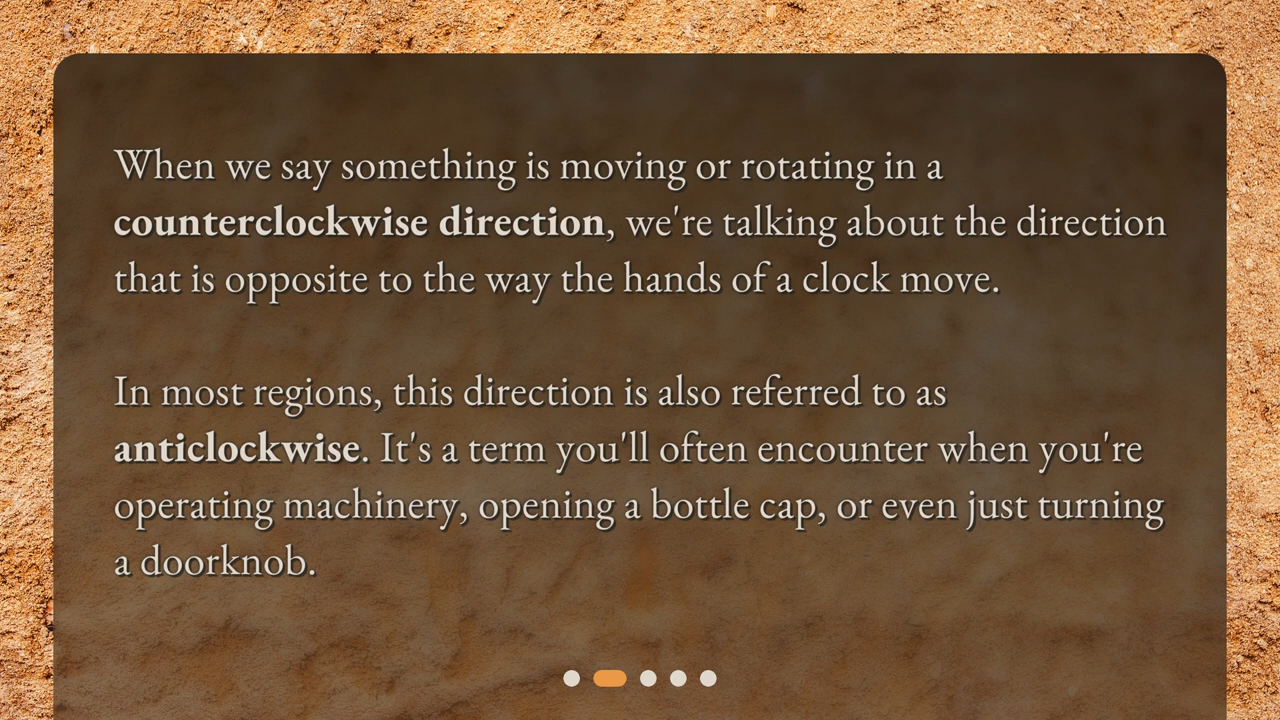 When we say something is moving or rotating in a
counterclockwise direction, we're talking about the direction
that is opposite to the way the hands of a clock move.
In most regions, this direction is also referred to as
anticlockwise. It's a term you'll often encounter when you're
operating machinery, opening a bottle cap, or even just turning
a doorknob.